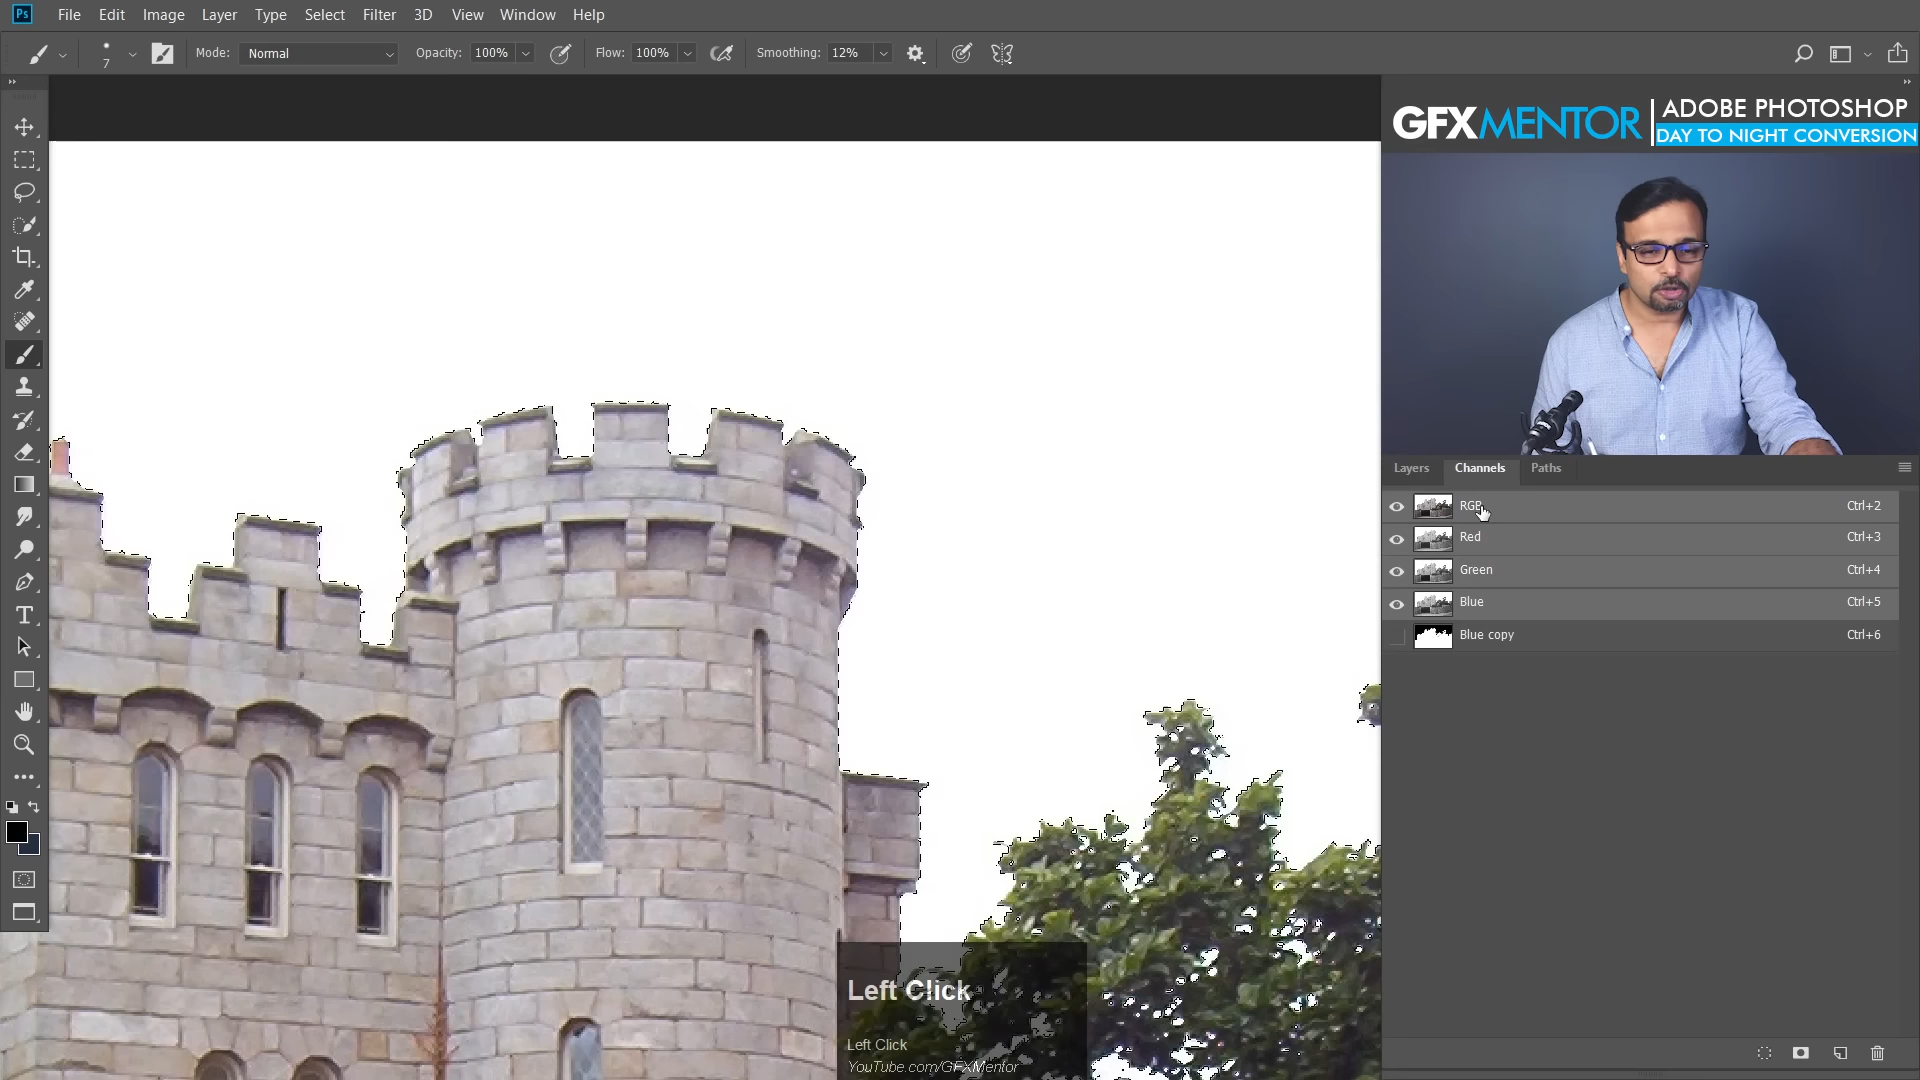 Ps File Edit Image Layer Type Select Filter 3D View Window Help
7 Mode: Normal Opacity: 100% Flow: 100% Smoothing: 12%
GFXMENTOR ADOBE PHOTOSHOP
DAY TO NIGHT CONVERSION
Layers Channels Paths
RGB Ctrl+2
Red Ctrl+3
Green Ctrl+4
Blue Ctrl+5
Blue copy Ctrl+6
Left Click
Left Click
YouTube.com/GFXMentor